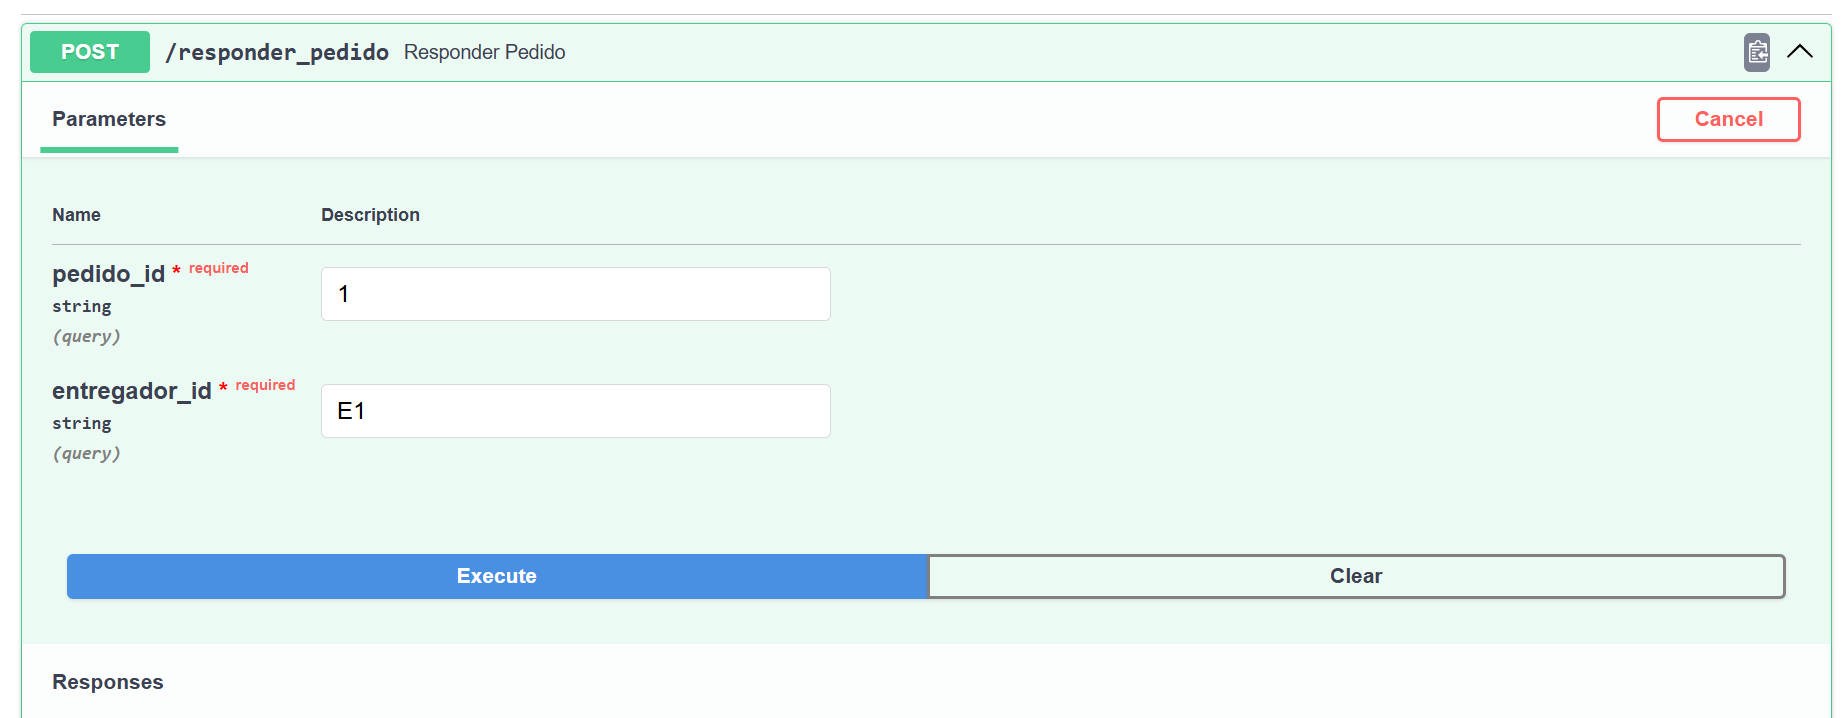 POST /responder_pedido Responder Pedido
Parameters
Cancel
Name Description
pedido_id * required
string
(query)
1
entregador_id * required
string
(query)
E1
Execute
Clear
Responses